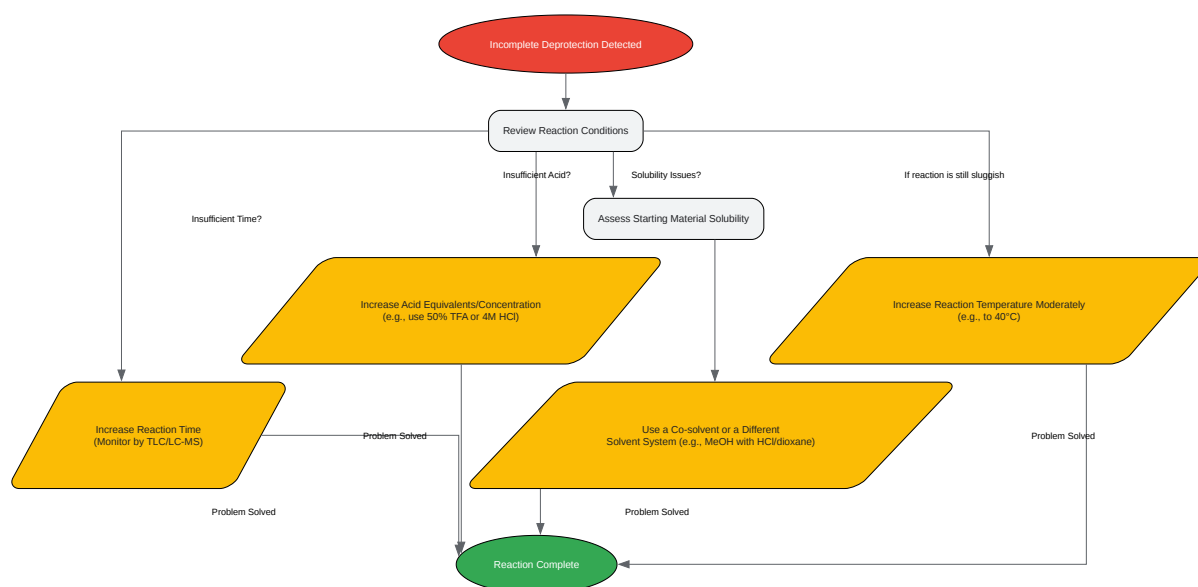 Incomplete Deprotection Detected
Review Reaction Conditions
Insufficient Acid?
Solubility Issues?
If reaction is still sluggish
Insufficient Time?
Assess Starting Material Solubility
Increase Acid Equivalents/Concentration
(e.g., use 50% TFA or 4M HCl)
Increase Reaction Temperature Moderately
(e.g., to 40°C)
Increase Reaction Time
(Monitor by TLC/LC-MS)
Problem Solved
Use a Co-solvent or a Different
Solvent System (e.g., MeOH with HCl/dioxane)
Problem Solved
Problem Solved
Problem Solved
Reaction Complete